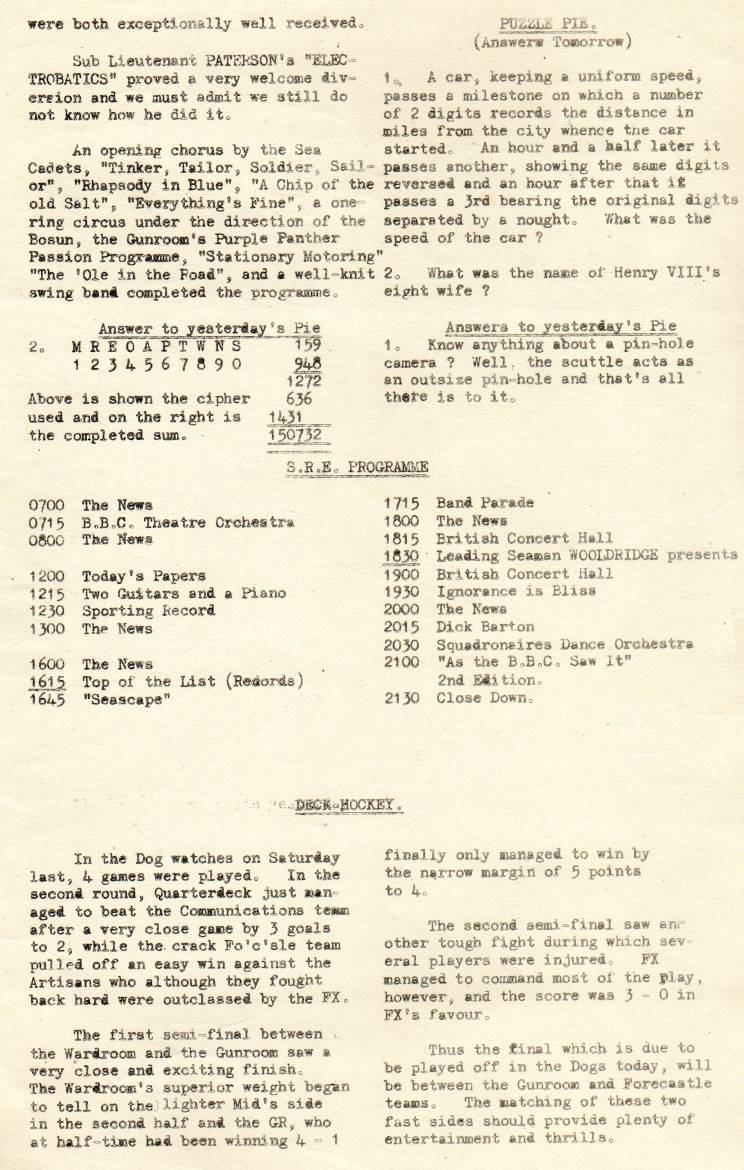 were both exceptionally well received.
Sub Lieutenant PATERSON's "ELEC-
TROBATICS" proved a very welcome div-
ersion and we must admit we still do
not know how he did it.
An opening chorus by the Sea
Cadets, "Tinker, Tailor, Soldier, Sail-
or", "Rhapsody in Blue", "A Chip of the
old Salt", "Everything's Fine", a one-
ring circus under the direction of the
Bosun, the Gunroom's Purple Panther
Passion Programme, "Stationary Motoring"
"The 'Ole in the Road", and a well-knit
swing band completed the programme.
Answer to yesterday's Pie
2. M R E O A P T W N S 159
1 2 3 4 5 6 7 8 9 0 948
1272
Above is shown the cipher 636
used and on the right is 1431
the completed sum. 150732
PUZZLE PIE.
(Answers Tomorrow)
1. A car, keeping a uniform speed,
passes a milestone on which a number
of 2 digits records the distance in
miles from the city whence the car
started. An hour and a half later it
passes another, showing the same digits
reversed and an hour after that it
passes a 3rd bearing the original digits
separated by a nought. What was the
speed of the car ?
2. What was the name of Henry VIII's
eight wife ?
Answers to yesterday's Pie
1. Know anything about a pin-hole
camera ? Well, the scuttle acts as
an outsize pin-hole and that's all
there is to it.
S.R.E. PROGRAMME
0700 The News
0715 B.B.C. Theatre Orchestra
0800 The News
1200 Today's Papers
1215 Two Guitars and a Piano
1230 Sporting Record
1300 The News
1600 The News
1615 Top of the List (Records)
1645 "Seascape"
1715 Band Parade
1800 The News
1815 British Concert Hall
1830 Leading Seaman WOOLDRIDGE presents
1900 British Concert Hall
1930 Ignorance is Bliss
2000 The News
2015 Dick Barton
2030 Squadronaires Dance Orchestra
2100 "As the B.B.C. Saw It"
2nd Edition.
2130 Close Down.
DECK-HOCKEY.
In the Dog watches on Saturday
last, 4 games were played. In the
second round, Quarterdeck just man-
aged to beat the Communications team
after a very close game by 3 goals
to 2, while the crack Fo'c'sle team
pulled off an easy win against the
Artisans who although they fought
back hard were outclassed by the FX.
The first semi-final between
the Wardroom and the Gunroom saw a
very close and exciting finish.
The Wardroom's superior weight began
to tell on the lighter Mid's side
in the second half and the GR, who
at half-time had been winning 4 - 1
finally only managed to win by
the narrow margin of 5 points
to 4.
The second semi-final saw an-
other tough fight during which sev-
eral players were injured. FX
managed to command most of the play,
however, and the score was 3 - 0 in
FX's favour.
Thus the final which is due to
be played off in the Dogs today, will
be between the Gunroom and Forecastle
teams. The matching of these two
fast sides should provide plenty of
entertainment and thrills.